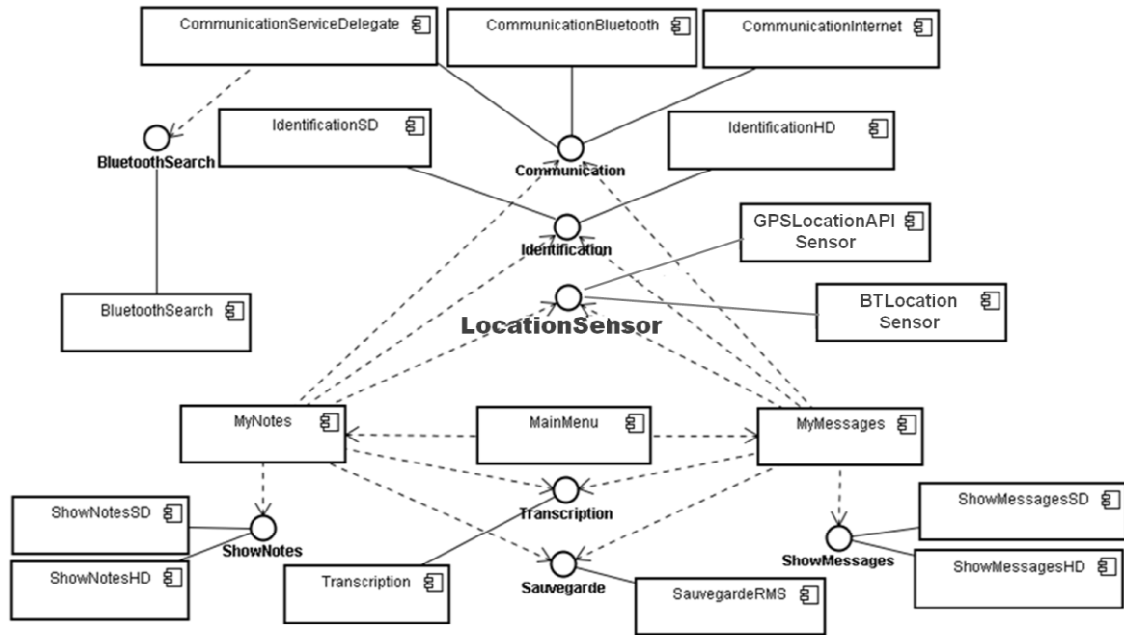 CommunicationServiceDelegate
CommunicationBluetooth
CommunicationInternet
IdentificationSD
IdentificationHD
BluetoothSearch
Communication
GPSLocationAPI
Sensor
Identification
BluetoothSearch
LocationSensor
BTLocation
Sensor
MyNotes
MainMenu
MyMessages
ShowNotesSD
Transcription
ShowMessagesSD
ShowNotes
ShowMessages
ShowNotesHD
Transcription
Sauvegarde
SauvegardeRMS
ShowMessagesHD